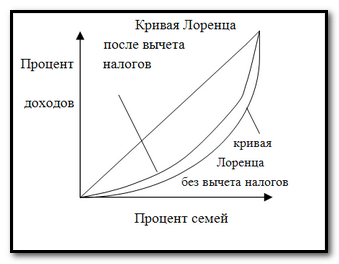 Кривая Лоренца
после вычета
налогов
Процент
доходов
кривая
Лоренца
без вычета налогов
Процент семей